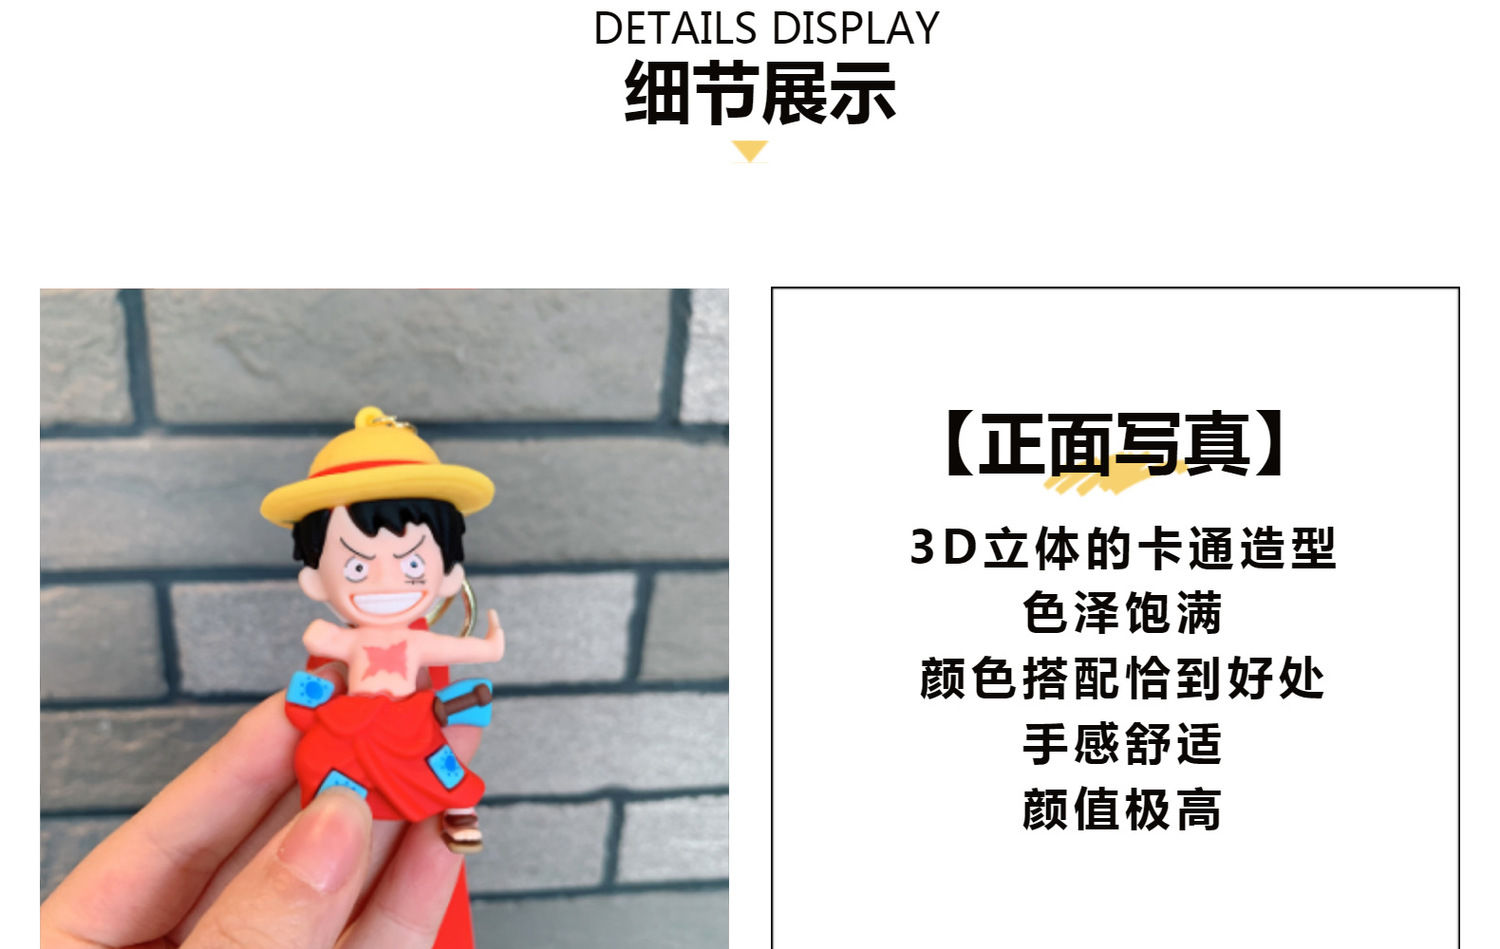 DETAILS DISPLAY
细节展示
【正面写真】
3D立体的卡通造型
色泽饱满
颜色搭配恰到好处
手感舒适
颜值极高